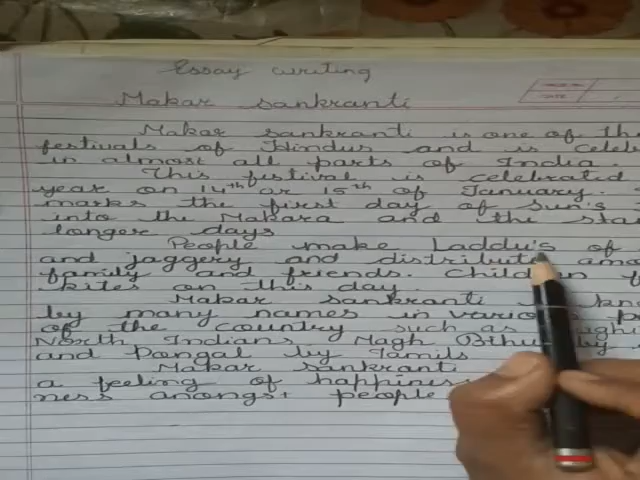 Essay writing
Makar sankranti
Makar sankranti is one of
festivals of Hindus and is
in almost all parts of India.
This festival is celebrated
year on 14th or 15th of January.
marks the first day of sun's
into the Makara and the
longer days
People make Laddu's of
and jaggery and distribute
family and friends.
kites on this day.
Makar sankranti
by many names in various
of the country such as
North Indians. Magh
and Pongal by Tamils
Makar sankranti
a feeling of
ness amongst people